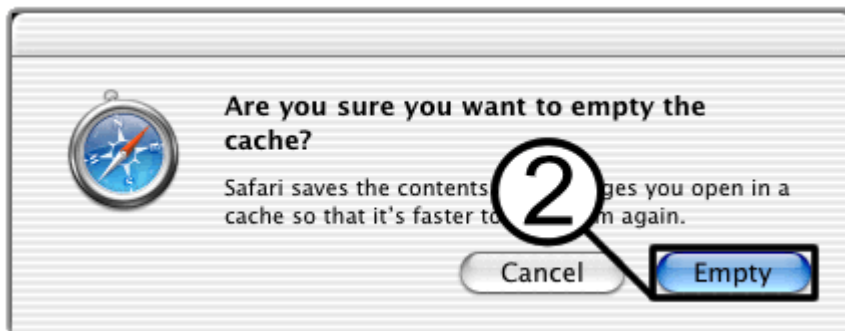 Are you sure you want to empty the
cache?
Safari saves the contents ges you open in a
cache so that it's faster to m again.
2
Cancel Empty